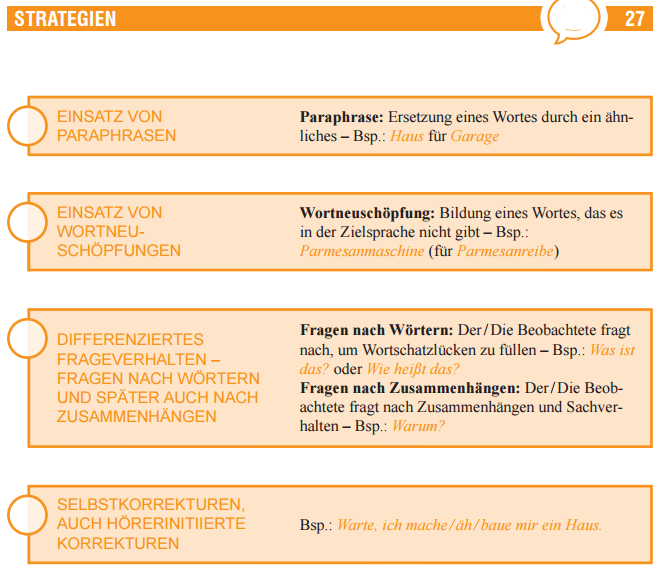 STRATEGIEN
27
EINSATZ VON
PARAPHRASEN
Paraphrase: Ersetzung eines Wortes durch ein ähn-
liches – Bsp.: Haus für Garage
EINSATZ VON
WORTNEU-
SCHÖPFUNGEN
Wortneuschöpfung: Bildung eines Wortes, das es
in der Zielsprache nicht gibt – Bsp.:
Parmesanmaschine (für Parmesanreibe)
DIFFERENZIERTES
FRAGEVERHALTEN –
FRAGEN NACH WÖRTERN
UND SPÄTER AUCH NACH
ZUSAMMENHÄNGEN
Fragen nach Wörtern: Der/Die Beobachtete fragt
nach, um Wortschatzlücken zu füllen – Bsp.: Was ist
das? oder Wie heißt das?
Fragen nach Zusammenhängen: Der/Die Beob-
achtete fragt nach Zusammenhängen und Sachver-
halten – Bsp.: Warum?
SELBSTKORREKTUREN,
AUCH HÖRERINITIIERTE
KORREKTUREN
Bsp.: Warte, ich mache/äh/baue mir ein Haus.